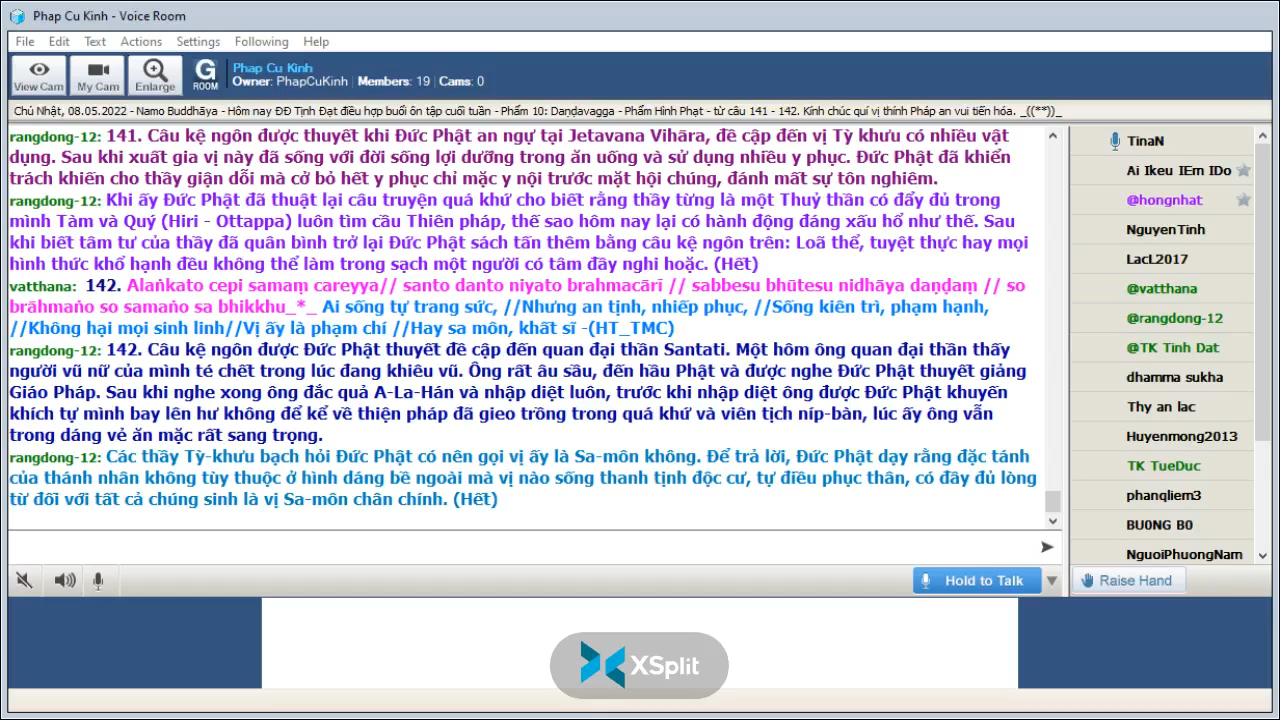 Phap Cu Kinh - Voice Room
File Edit Text Actions Settings Following Help
View Cam My Cam Enlarge G ROOM
Phap Cu Kinh
Owner: PhapCuKinh | Members: 19 | Cams: 0
Chủ Nhật, 08.05.2022 - Namo Buddhāya - Hôm nay ĐĐ Tịnh Đạt điều hợp buổi ôn tập cuối tuần - Phẩm 10: Daṇḍavagga - Phẩm Hình Phạt - từ câu 141 - 142. Kính chúc quí vị thính Pháp an vui tiến hóa. _((**))_
rangdong-12: 141. Câu kệ ngôn được thuyết khi Đức Phật an ngự tại Jetavana Vihāra, đề cập đến vị Tỳ khưu có nhiều vật
dụng. Sau khi xuất gia vị này đã sống với đời sống lợi dưỡng trong ăn uống và sử dụng nhiều y phục. Đức Phật đã khiển
trách khiến cho thầy giận dỗi mà cởi bỏ hết y phục chỉ mặc y nội trước mặt hội chúng, đánh mất sự tôn nghiêm.
rangdong-12: Khi ấy Đức Phật đã thuật lại câu truyện quá khứ cho biết rằng thầy từng là một Thuỷ thần có đẩy đủ trong
mình Tàm và Quý (Hiri - Ottappa) luôn tìm cầu Thiên pháp, thế sao hôm nay lại có hành động đáng xấu hổ như thế. Sau
khi biết tâm tư của thầy đã quân bình trở lại Đức Phật sách tấn thêm bằng câu kệ ngôn trên: Loã thể, tuyệt thực hay mọi
hình thức khổ hạnh đều không thể làm trong sạch một người có tâm đầy nghi hoặc. (Hết)
vatthana: 142. Alaṅkato cepi samaṃ careyya// santo danto niyato brahmacārī // sabbesu bhūtesu nidhāya daṇḍaṃ // so
brāhmaṅo so samaṅo sa bhikkhu_*_ Ai sống tự trang sức, //Nhưng an tịnh, nhiếp phục, //Sống kiên trì, phạm hạnh,
//Không hại mọi sinh linh//Vị ấy là phạm chí //Hay sa môn, khất sĩ -(HT_TMC)
rangdong-12: 142. Câu kệ ngôn được Đức Phật thuyết đề cập đến quan đại thần Santati. Một hôm ông quan đại thần thấy
người vũ nữ của mình té chết trong lúc đang khiêu vũ. Ông rất âu sầu, đến hầu Phật và được nghe Đức Phật thuyết giảng
Giáo Pháp. Sau khi nghe xong ông đắc quả A-La-Hán và nhập diệt luôn, trước khi nhập diệt ông được Đức Phật khuyến
khích tự mình bay lên hư không để kể về thiện pháp đã gieo trồng trong quá khứ và viên tịch níp-bàn, lúc ấy ông vẫn
trong dáng vẻ ăn mặc rất sang trọng.
rangdong-12: Các thầy Tỳ-khưu bạch hỏi Đức Phật có nên gọi vị ấy là Sa-môn không. Để trả lời, Đức Phật dạy rằng đặc tánh
của thánh nhân không tùy thuộc ở hình dáng bề ngoài mà vị nào sống thanh tịnh độc cư, tự điều phục thân, có đầy đủ lòng
từ đối với tất cả chúng sinh là vị Sa-môn chân chính. (Hết)
TinaN
Ai Ikeu IEm IDo
@hongnhat
NguyenTinh
LacL2017
@vatthana
@rangdong-12
@TK Tinh Dat
dhamma sukha
Thy an lac
Huyenmong2013
TK TueDuc
phanqliem3
BU0NG B0
NguoiPhuongNam
Hold to Talk
Raise Hand
XSplit